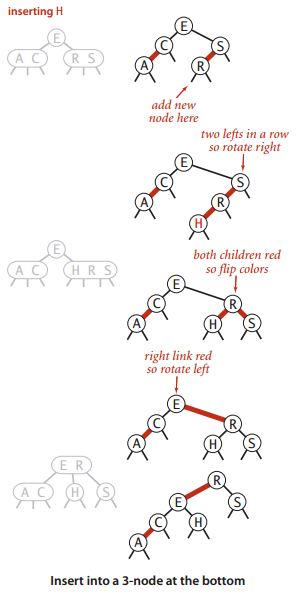 inserting H
E
A C
R S
E
C
S
A
R
add new
node here
two lefts in a row
so rotate right
E
C
S
A
R
H
E
A C
H R S
both children red
so flip colors
E
C
R
A
H
S
right link red
so rotate left
E
C
R
A
H
S
E R
A C
H
S
R
E
S
C
H
A
Insert into a 3-node at the bottom